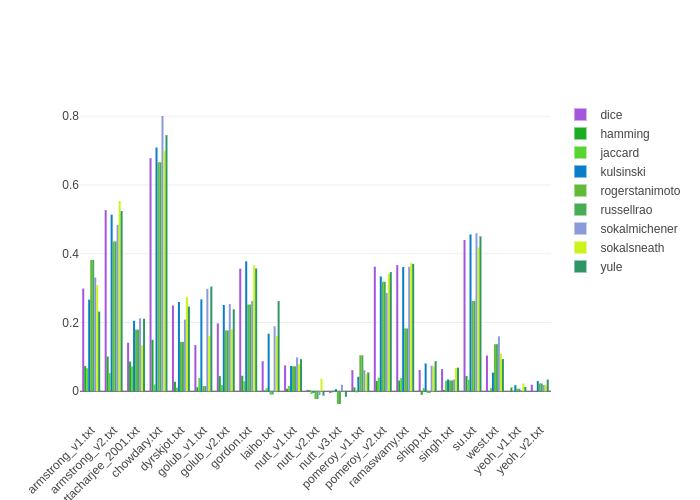 0.8
0.6
0.4
0.2
0
armstrong_v1.txt
armstrong_v2.txt
tacharjee_2001.txt
chowdary.txt
dyrskjot.txt
golub_v1.txt
golub_v2.txt
gordon.txt
laiho.txt
nutt_v1.txt
nutt_v2.txt
nutt_v3.txt
pomeroy_v1.txt
pomeroy_v2.txt
ramaswamy.txt
shipp.txt
singh.txt
su.txt
west.txt
yeoh_v1.txt
yeoh_v2.txt
dice
hamming
jaccard
kulsinski
rogerstanimoto
russellrao
sokalmichener
sokalsneath
yule